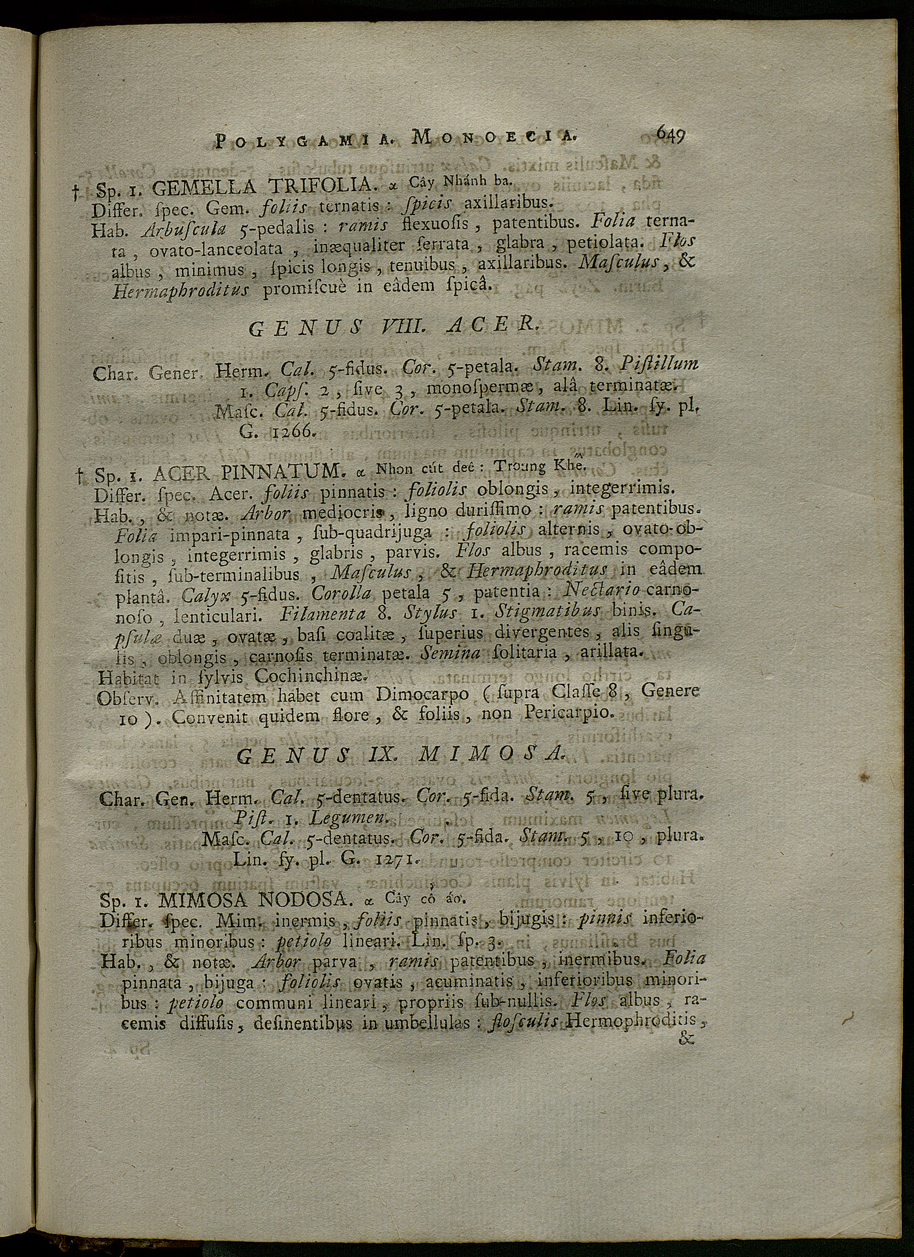 POLYGAMIA. MONOECIA. 649
† Sp. 1. GEMELLA TRIFOLIA. α Cây Nhánh ba.
Differ. ſpec. Gem. foliis ternatis : ſpicis axillaribus.
Hab. Arbuſcula 5-pedalis : ramis flexuoſis , patentibus. Folia terna-
ta , ovato-lanceolata , inæqualiter ſerrata , glabra , petiolata. Flos
albus , minimus , ſpicis longis , tenuibus , axillaribus. Maſculus , &
Hermaphroditus promiſcuè in eâdem ſpicâ.
GENUS VIII. ACER.
Char. Gener. Herm. Cal. 5-fidus. Cor. 5-petala. Stam. 8. Piſtillum
1. Capſ. 2 , ſive 3 , monoſpermæ , alâ terminatæ.
Maſc. Cal. 5-fidus. Cor. 5-petala. Stam. 8. Lin. ſy. pl.
G. 1266.
† Sp. 1. ACER PINNATUM. α Nhon cút deé : Troung Khe.
Differ. ſpec. Acer. foliis pinnatis : foliolis oblongis , integerrimis.
Hab. , & notæ. Arbor mediocris , ligno duriſſimo : ramis patentibus.
Folia impari-pinnata , ſub-quadrijuga : foliolis alternis , ovato-ob-
longis , integerrimis , glabris , parvis. Flos albus , racemis compo-
ſitis , ſub-terminalibus , Maſculus , & Hermaphroditus in eâdem
plantâ. Calyx 5-fidus. Corolla petala 5 , patentia : Nectario carno-
noſo , lenticulari. Filamenta 8. Stylus 1. Stigmatibus binis. Ca-
pſulæ duæ , ovatæ , baſi coalitæ , ſuperius divergentes , alis ſingu-
lis , oblongis , carnoſis terminatæ. Semina ſolitaria , arillata.
Habitat in ſylvis Cochinchinæ.
Obſerv. Affinitatem habet cum Dimocarpo ( ſupra Claſſe 8 , Genere
10 ). Convenit quidem flore , & foliis , non Pericarpio.
GENUS IX. MIMOSA.
Char. Gen. Herm. Cal. 5-dentatus. Cor. 5-fida. Stam. 5 , ſive plura.
Piſt. 1. Legumen.
Maſc. Cal. 5-dentatus. Cor. 5-fida. Stam. 5 , 10 , plura.
Lin. ſy. pl. G. 1271.
Sp. 1. MIMOSA NODOSA. α Cây cỏ áo.
Differ. ſpec. Mim. inermis , foliis pinnatis , bijugis : pinnis inferio-
ribus minoribus : petiolo lineari. Lin. ſp. 3.
Hab. , & notæ. Arbor parva , ramis patentibus , inermibus. Folia
pinnata , bijuga : foliolis ovatis , acuminatis , inferioribus minori-
bus : petiolo communi lineari , propriis ſub-nullis. Flos albus , ra-
cemis diffuſis , deſinentibus in umbellulas : floſculis Hermophroditis ,
&